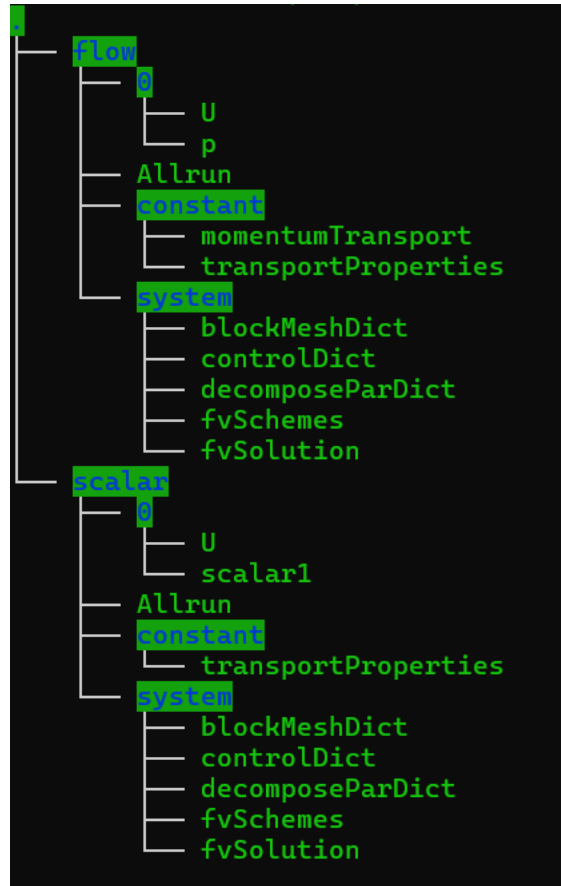 .
flow
0
U
p
Allrun
constant
momentumTransport
transportProperties
system
blockMeshDict
controlDict
decomposeParDict
fvSchemes
fvSolution
scalar
0
U
scalar1
Allrun
constant
transportProperties
system
blockMeshDict
controlDict
decomposeParDict
fvSchemes
fvSolution